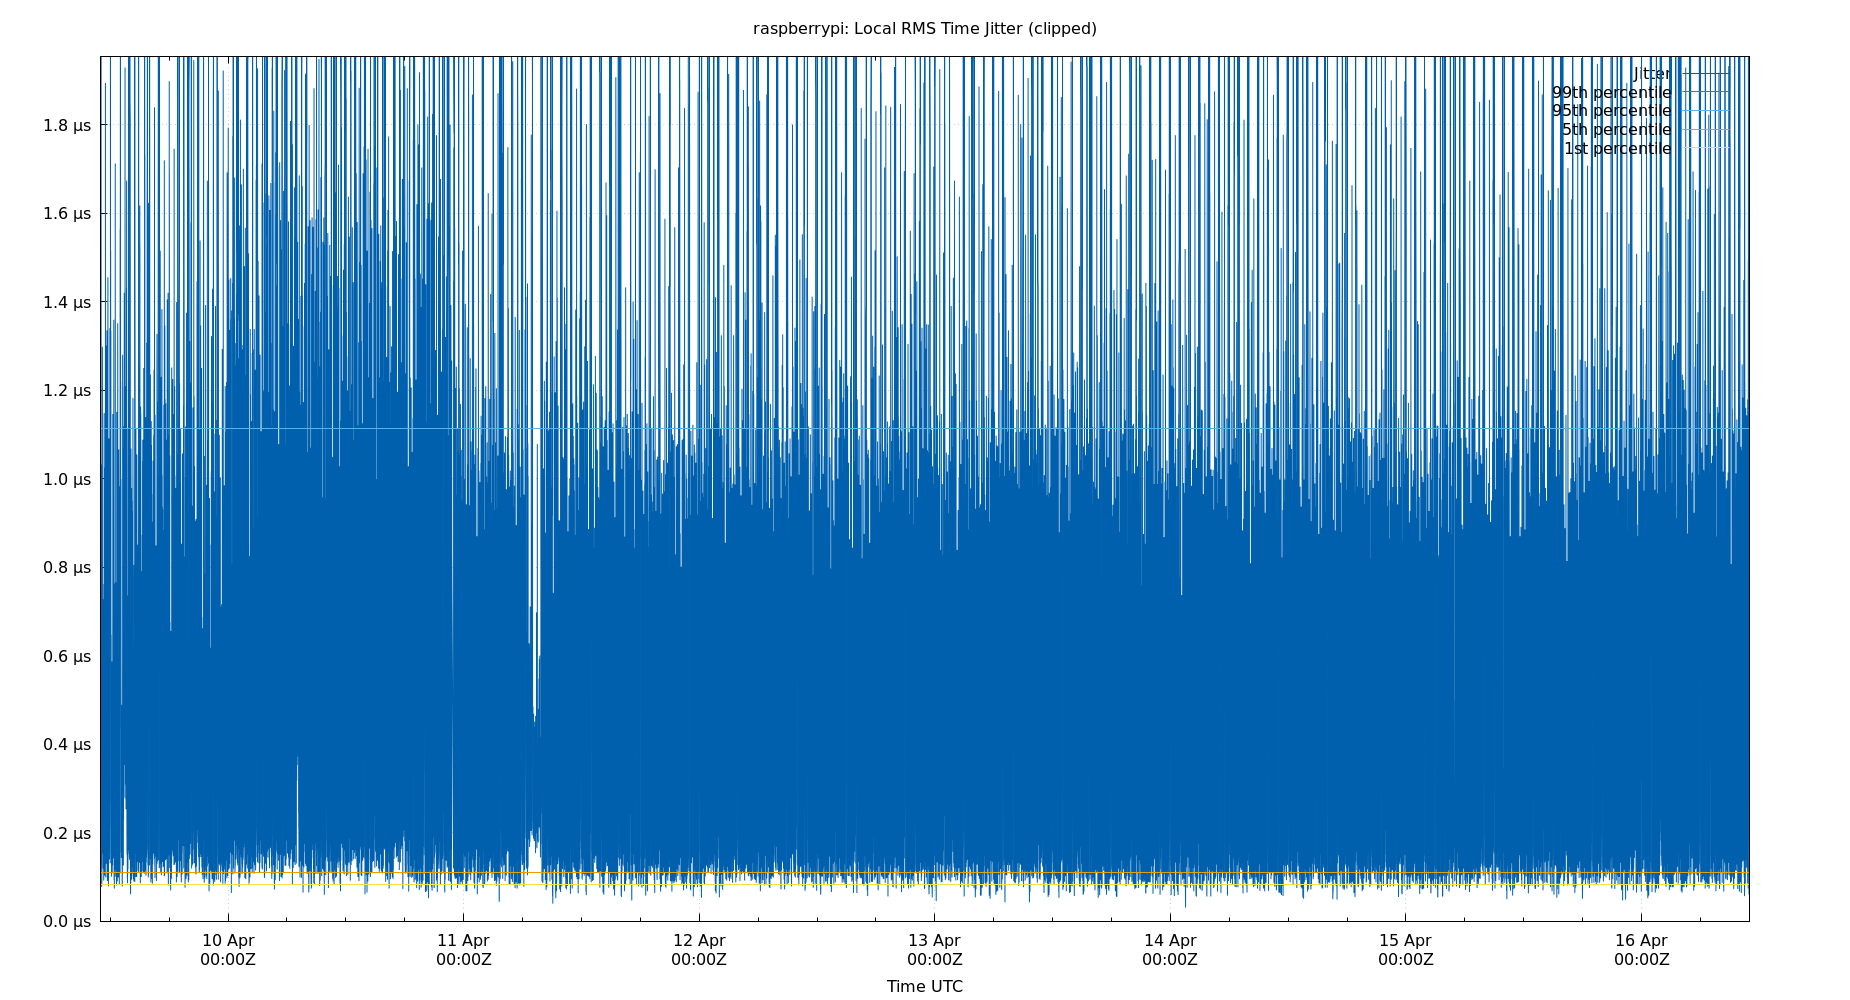 raspberrypi: Local RMS Time Jitter (clipped)
Jitter
99th percentile
95th percentile
5th percentile
1st percentile
1.8 µs
1.6 µs
1.4 µs
1.2 µs
1.0 µs
0.8 µs
0.6 µs
0.4 µs
0.2 µs
0.0 µs
10 Apr 11 Apr 12 Apr 13 Apr 14 Apr 15 Apr 16 Apr
00:00Z 00:00Z 00:00Z 00:00Z 00:00Z 00:00Z 00:00Z
Time UTC